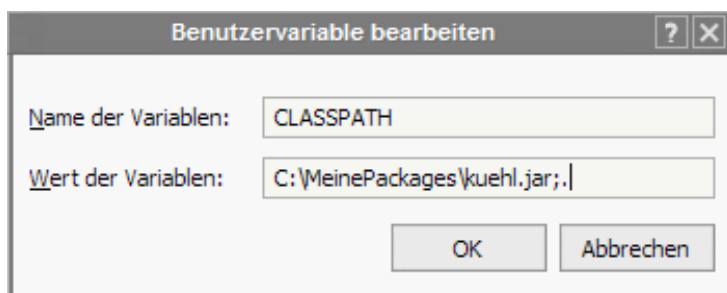 Benutzervariable bearbeiten
Name der Variablen: CLASSPATH
Wert der Variablen: C:\MeinePackages\kuehl.jar;.
OK Abbrechen